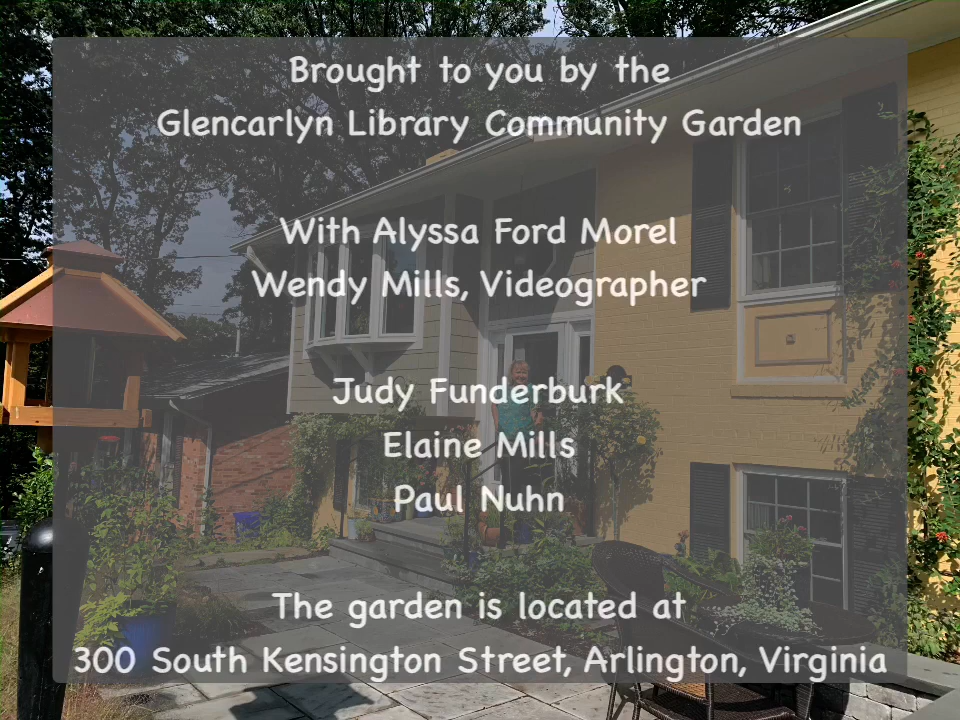 Brought to you by the
Glencarlyn Library Community Garden
With Alyssa Ford Morel
Wendy Mills, Videographer
Judy Funderburk
Elaine Mills
Paul Nuhn
The garden is located at
300 South Kensington Street, Arlington, Virginia